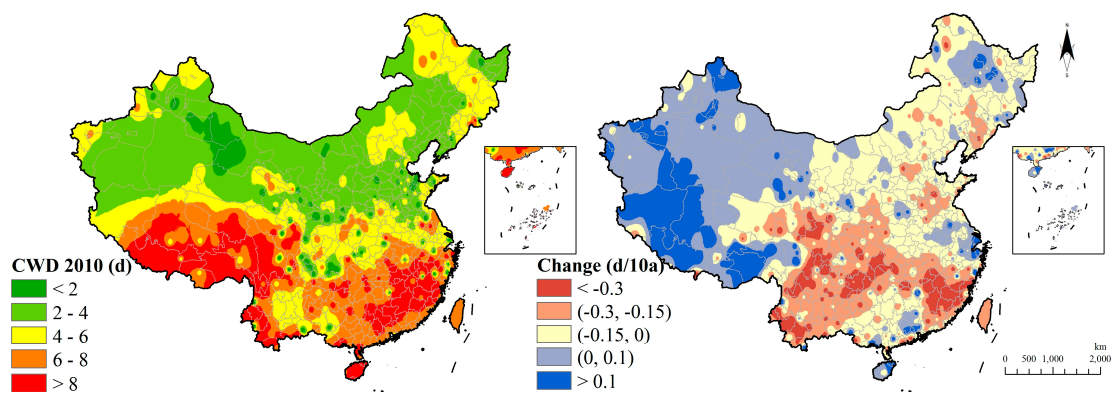 N
S
CWD 2010 (d)
< 2
2 - 4
4 - 6
6 - 8
> 8
Change (d/10a)
< -0.3
(-0.3, -0.15)
(-0.15, 0)
(0, 0.1)
> 0.1
km
0 500 1,000 2,000